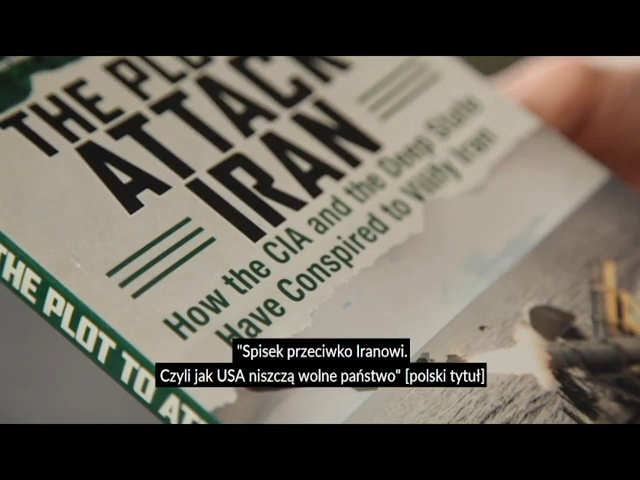 THE PLOT
ATTACK
IRAN
How the CIA and the Deep State
Have Conspired to Vilify Iran
THE PLOT TO AT
"Spisek przeciwko Iranowi.
Czyli jak USA niszczą wolne państwo" [polski tytuł]